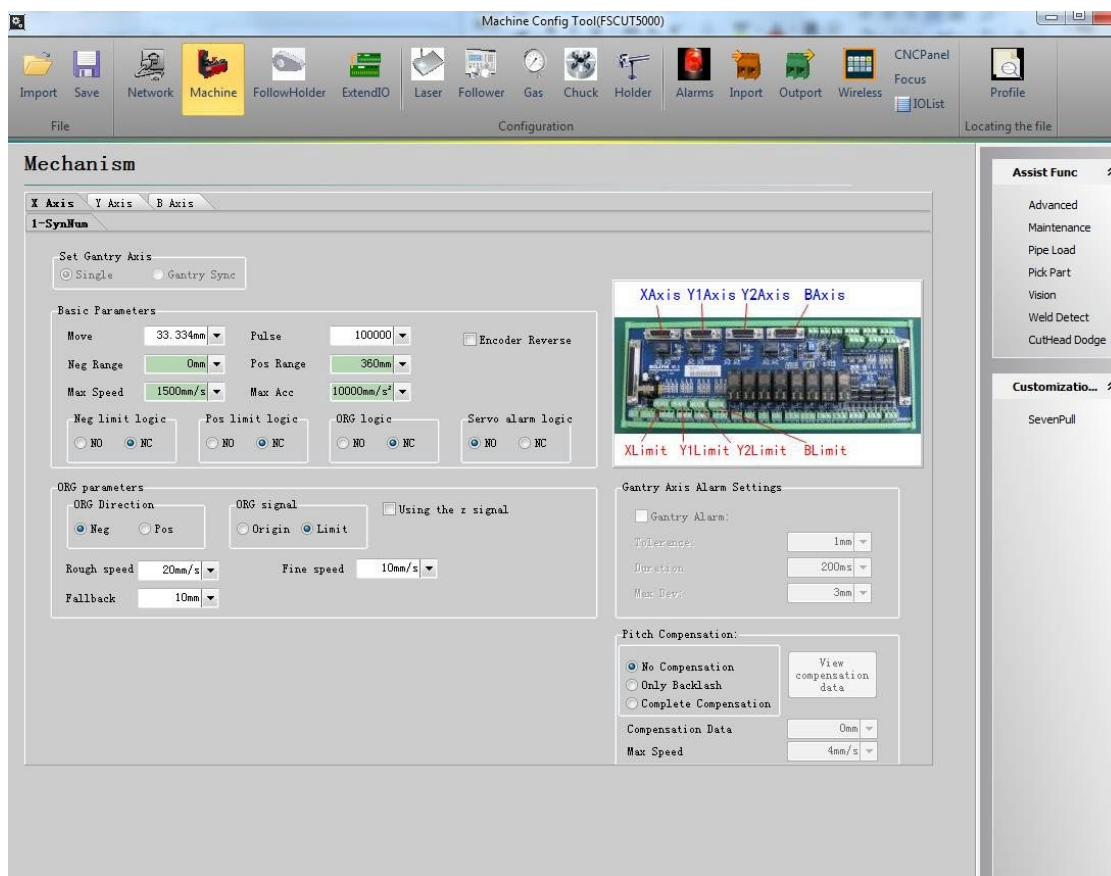 Machine Config Tool(FSCUT5000)
Import Save Network Machine FollowHolder ExtendIO Laser Follower Gas Chuck Holder Alarms Inport Outport Wireless CNCPanel Focus IOList Profile
File Configuration Locating the file
Mechanism
X Axis Y Axis B Axis
1-SynNum
Set Gantry Axis
Single Gantry Sync
Basic Parameters
Move 33.334mm Pulse 100000 Encoder Reverse
Neg Range 0mm Pos Range 360mm
Max Speed 1500mm/s Max Acc 10000mm/s²
Neg limit logic Pos limit logic ORG logic Servo alarm logic
NO NC NO NC NO NC NO NC
XAxis Y1Axis Y2Axis BAxis
XLimit Y1Limit Y2Limit BLimit
ORG parameters
ORG Direction ORG signal Using the z signal
Neg Pos Origin Limit
Rough speed 20mm/s Fine speed 10mm/s
Fallback 10mm
Gantry Axis Alarm Settings
Gantry Alarm:
Tolerance: 1mm
Duration 200ms
Max Dev: 3mm
Pitch Compensation:
No Compensation
Only Backlash
Complete Compensation
View compensation data
Compensation Data 0mm
Max Speed 4mm/s
Assist Func
Advanced
Maintenance
Pipe Load
Pick Part
Vision
Weld Detect
CutHead Dodge
Customizatio...
SevenPull